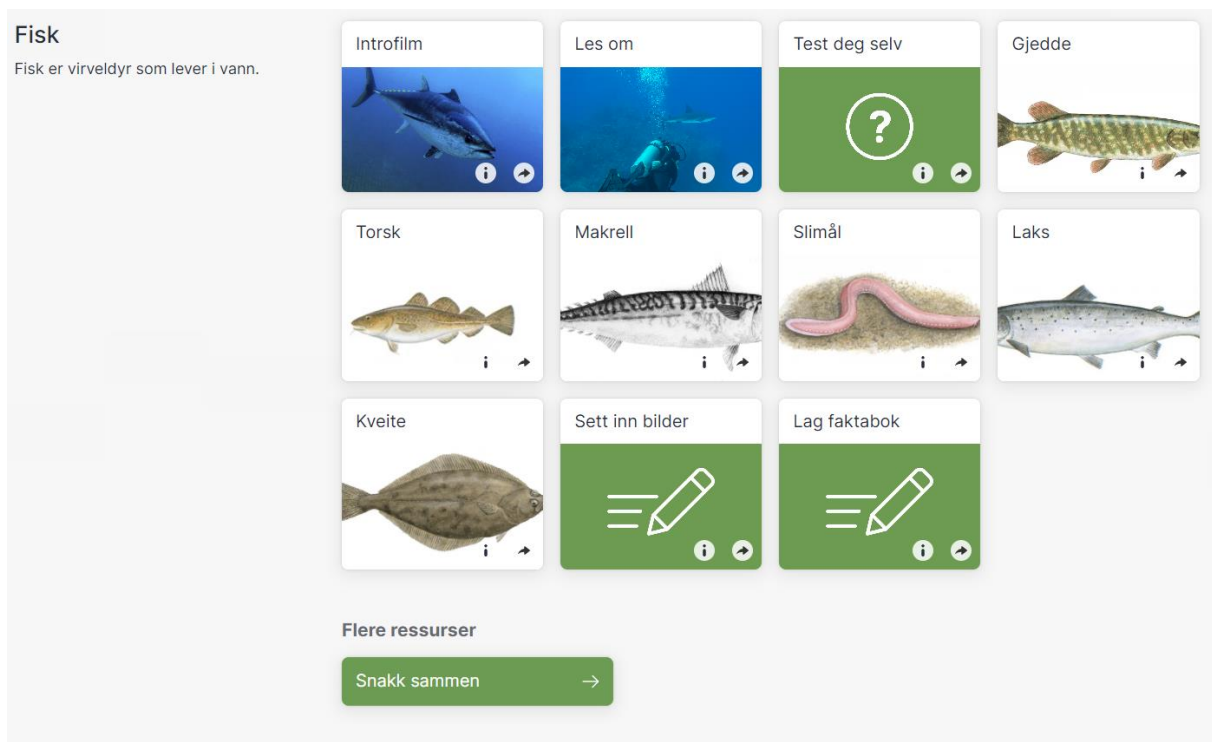 Fisk
Fisk er virveldyr som lever i vann.
Introfilm
Les om
Test deg selv
?
Gjedde
Torsk
Makrell
Slimål
Laks
Kveite
Sett inn bilder
Lag faktabok
Flere ressurser
Snakk sammen